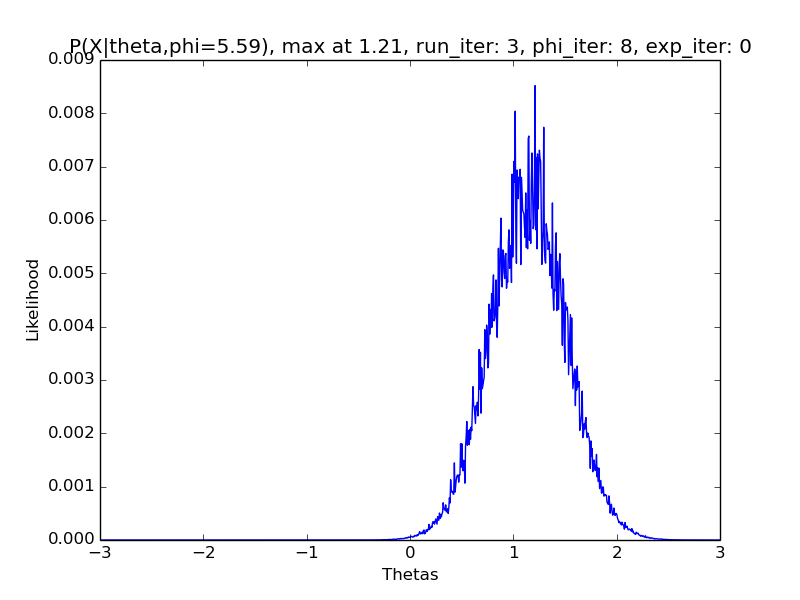 P(X|theta,phi=5.59), max at 1.21, run_iter: 3, phi_iter: 8, exp_iter: 0
0.009
0.008
0.007
0.006
0.005
0.004
0.003
0.002
0.001
0.000
Likelihood
−3 −2 −1 0 1 2 3
Thetas